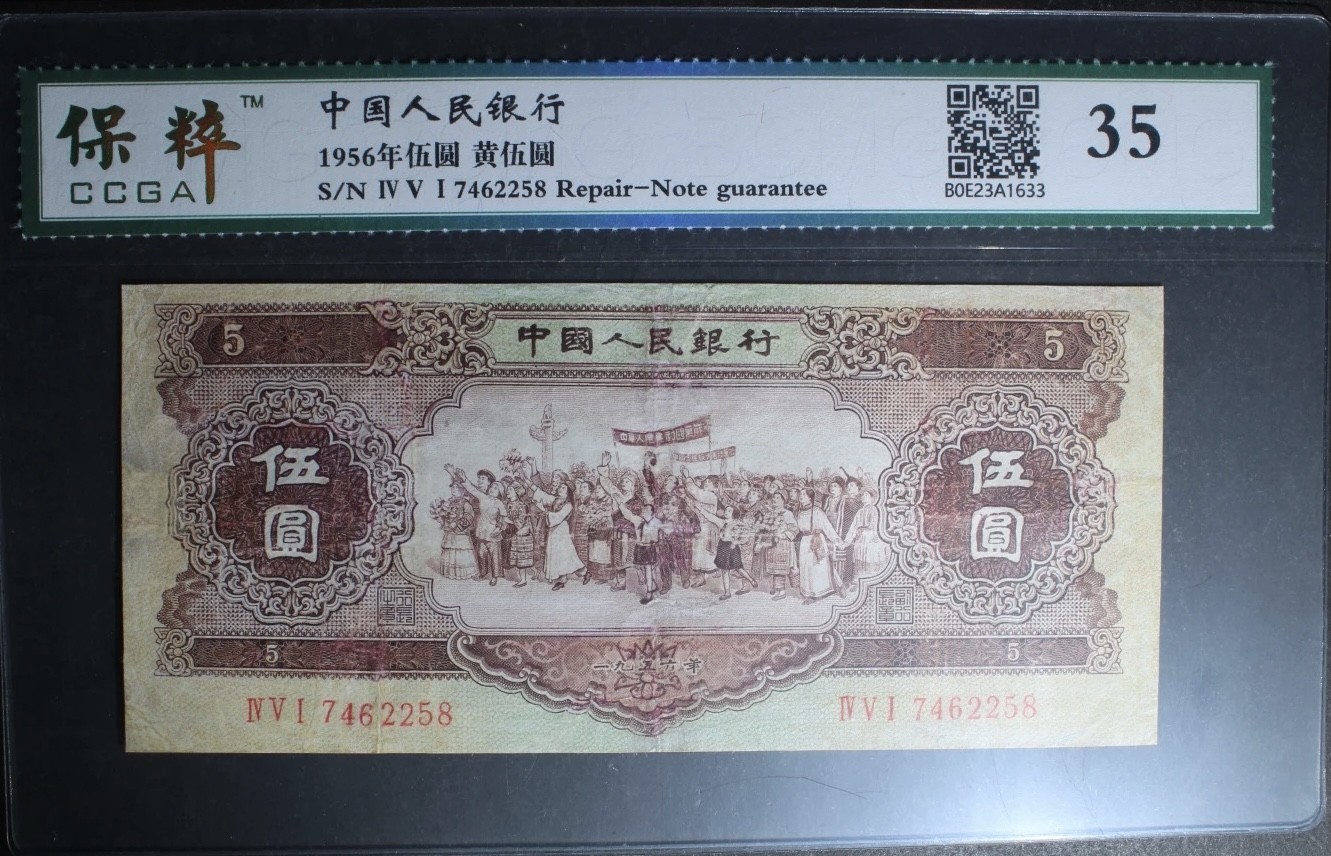 保粹™
CCGA
中国人民银行
1956年伍圆 黄伍圆
S/N Ⅳ Ⅴ Ⅰ 7462258 Repair-Note guarantee
B0E23A1633
35
5 中國人民銀行 5
伍圓
伍圓
5 一九五六年 5
ⅣⅤⅠ 7462258
ⅣⅤⅠ 7462258